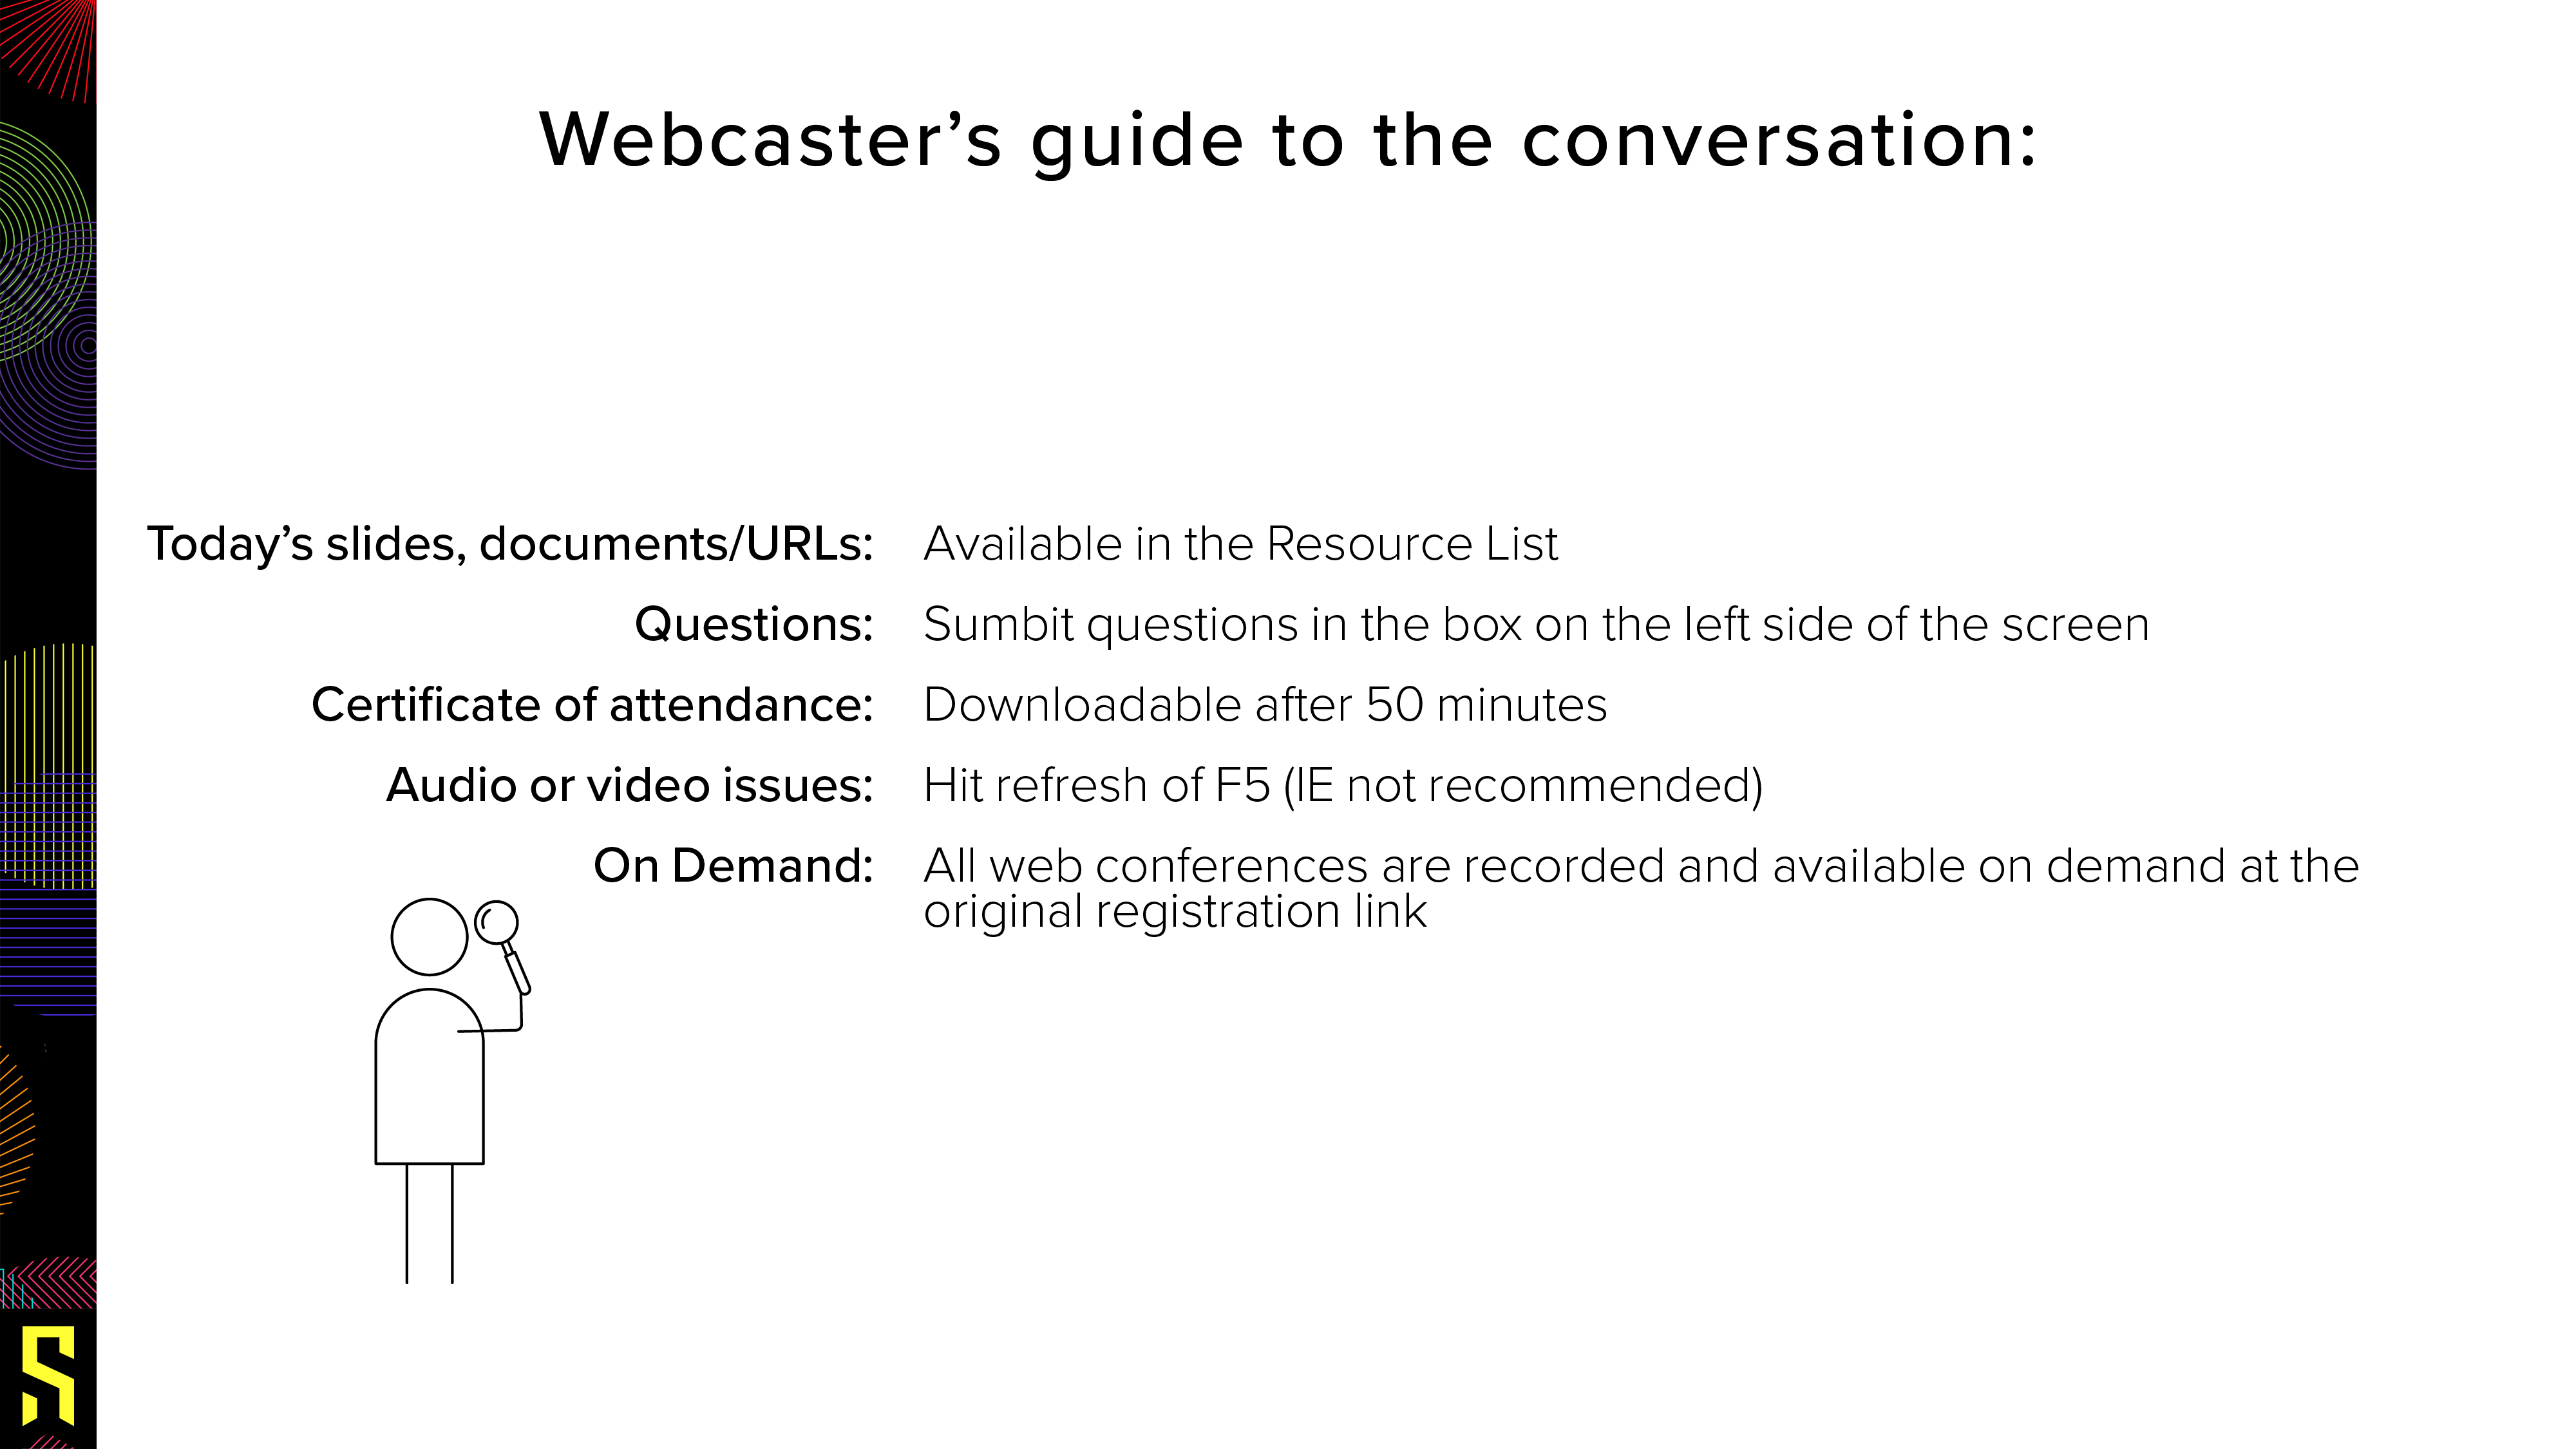 Webcaster’s guide to the conversation:
Today’s slides, documents/URLs: Available in the Resource List
Questions: Sumbit questions in the box on the left side of the screen
Certificate of attendance: Downloadable after 50 minutes
Audio or video issues: Hit refresh of F5 (IE not recommended)
On Demand: All web conferences are recorded and available on demand at the
original registration link